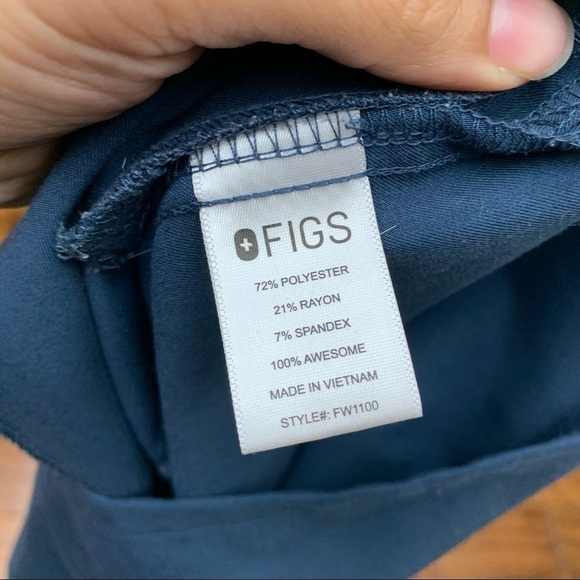 FIGS
72% POLYESTER
21% RAYON
7% SPANDEX
100% AWESOME
MADE IN VIETNAM
STYLE#: FW1100